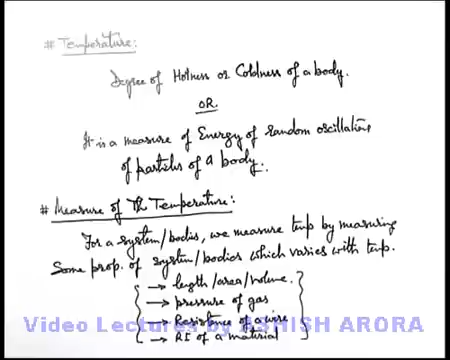 # Temperature:
Degree of Hotness or Coldness of a body.
OR.
It is a measure of Energy of random oscillations
of particles of a body.
# Measure of Th Temperature:
For a system/bodies, we measure temp by measuring
Some prop. of system/bodies which varies with temp.
→ length/area/volume.
→ pressure of gas
→ Resistance of a wire
→ RI of a material
Video Lectures by ASHISH ARORA